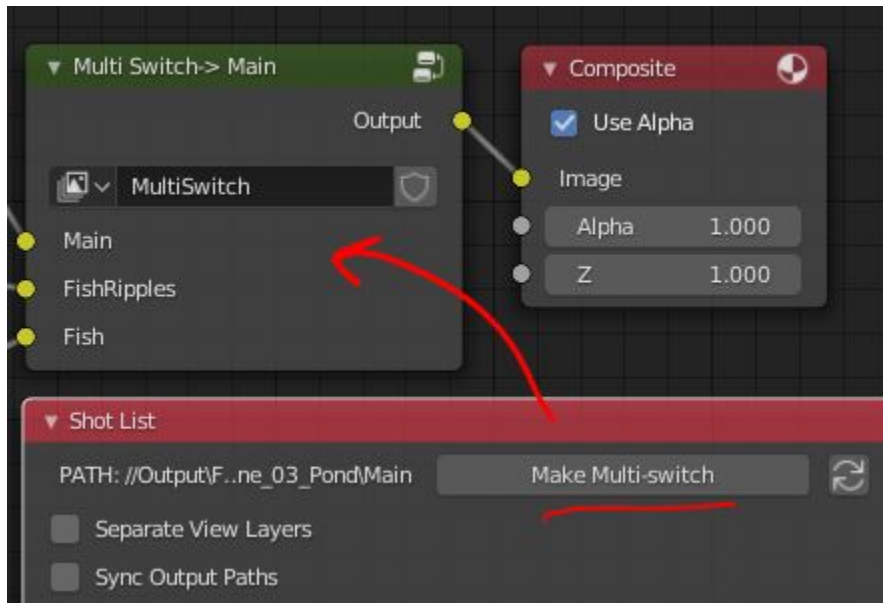 Multi Switch-> Main
Output
MultiSwitch
Main
FishRipples
Fish
Composite
Use Alpha
Image
Alpha 1.000
Z 1.000
Shot List
PATH: //Output\F..ne_03_Pond\Main Make Multi-switch
Separate View Layers
Sync Output Paths